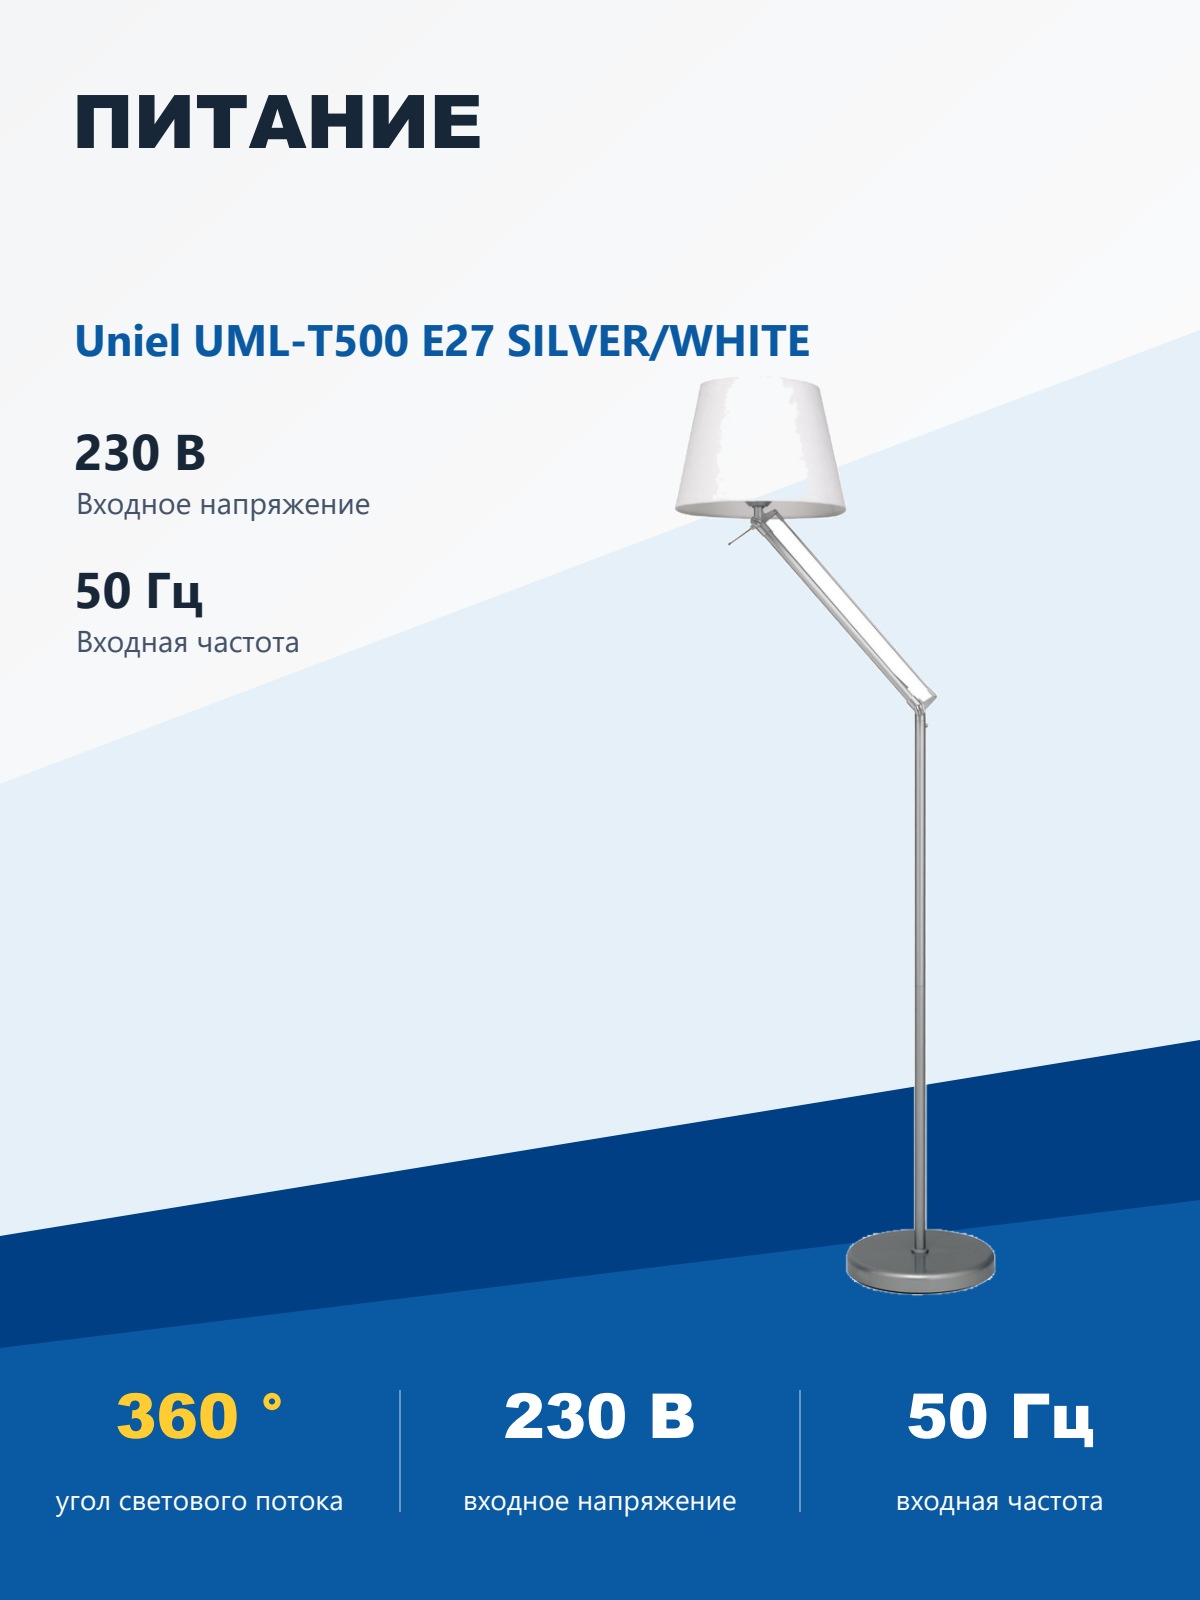 ПИТАНИЕ
Uniel UML-T500 E27 SILVER/WHITE
230 В
Входное напряжение
50 Гц
Входная частота
360 °
угол светового потока
230 В
входное напряжение
50 Гц
входная частота